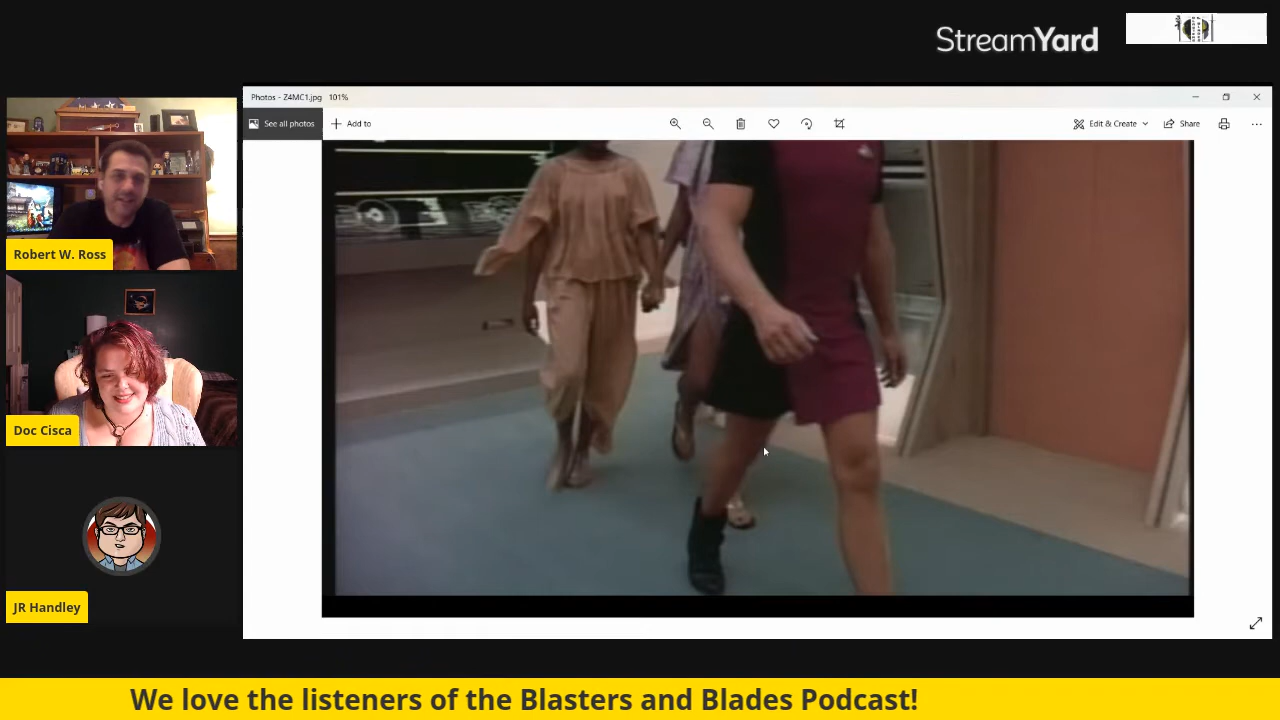 StreamYard
Photos - Z4MC1.jpg 101%
See all photos
Add to
Edit & Create
Share
Robert W. Ross
Doc Cisca
JR Handley
We love the listeners of the Blasters and Blades Podcast!